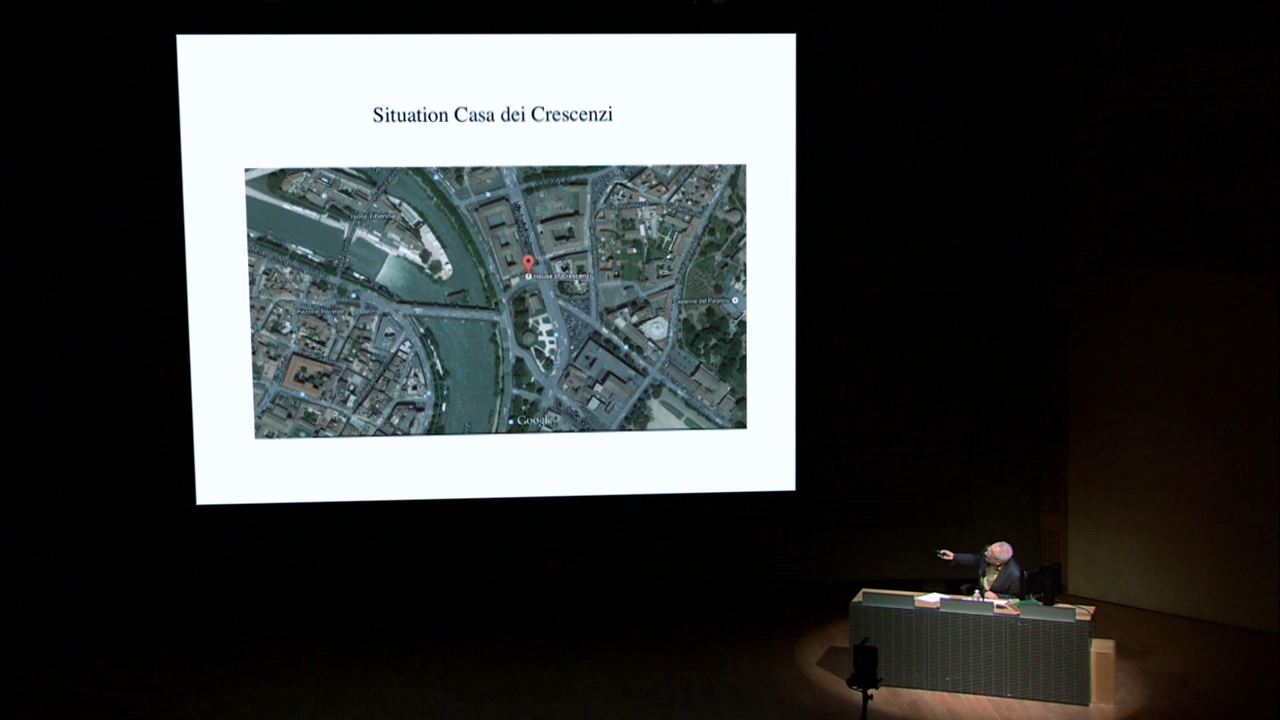 Situation Casa dei Crescenzi
Isola Tiberina
House of Crescenzi
Capanne del Palatino
Google